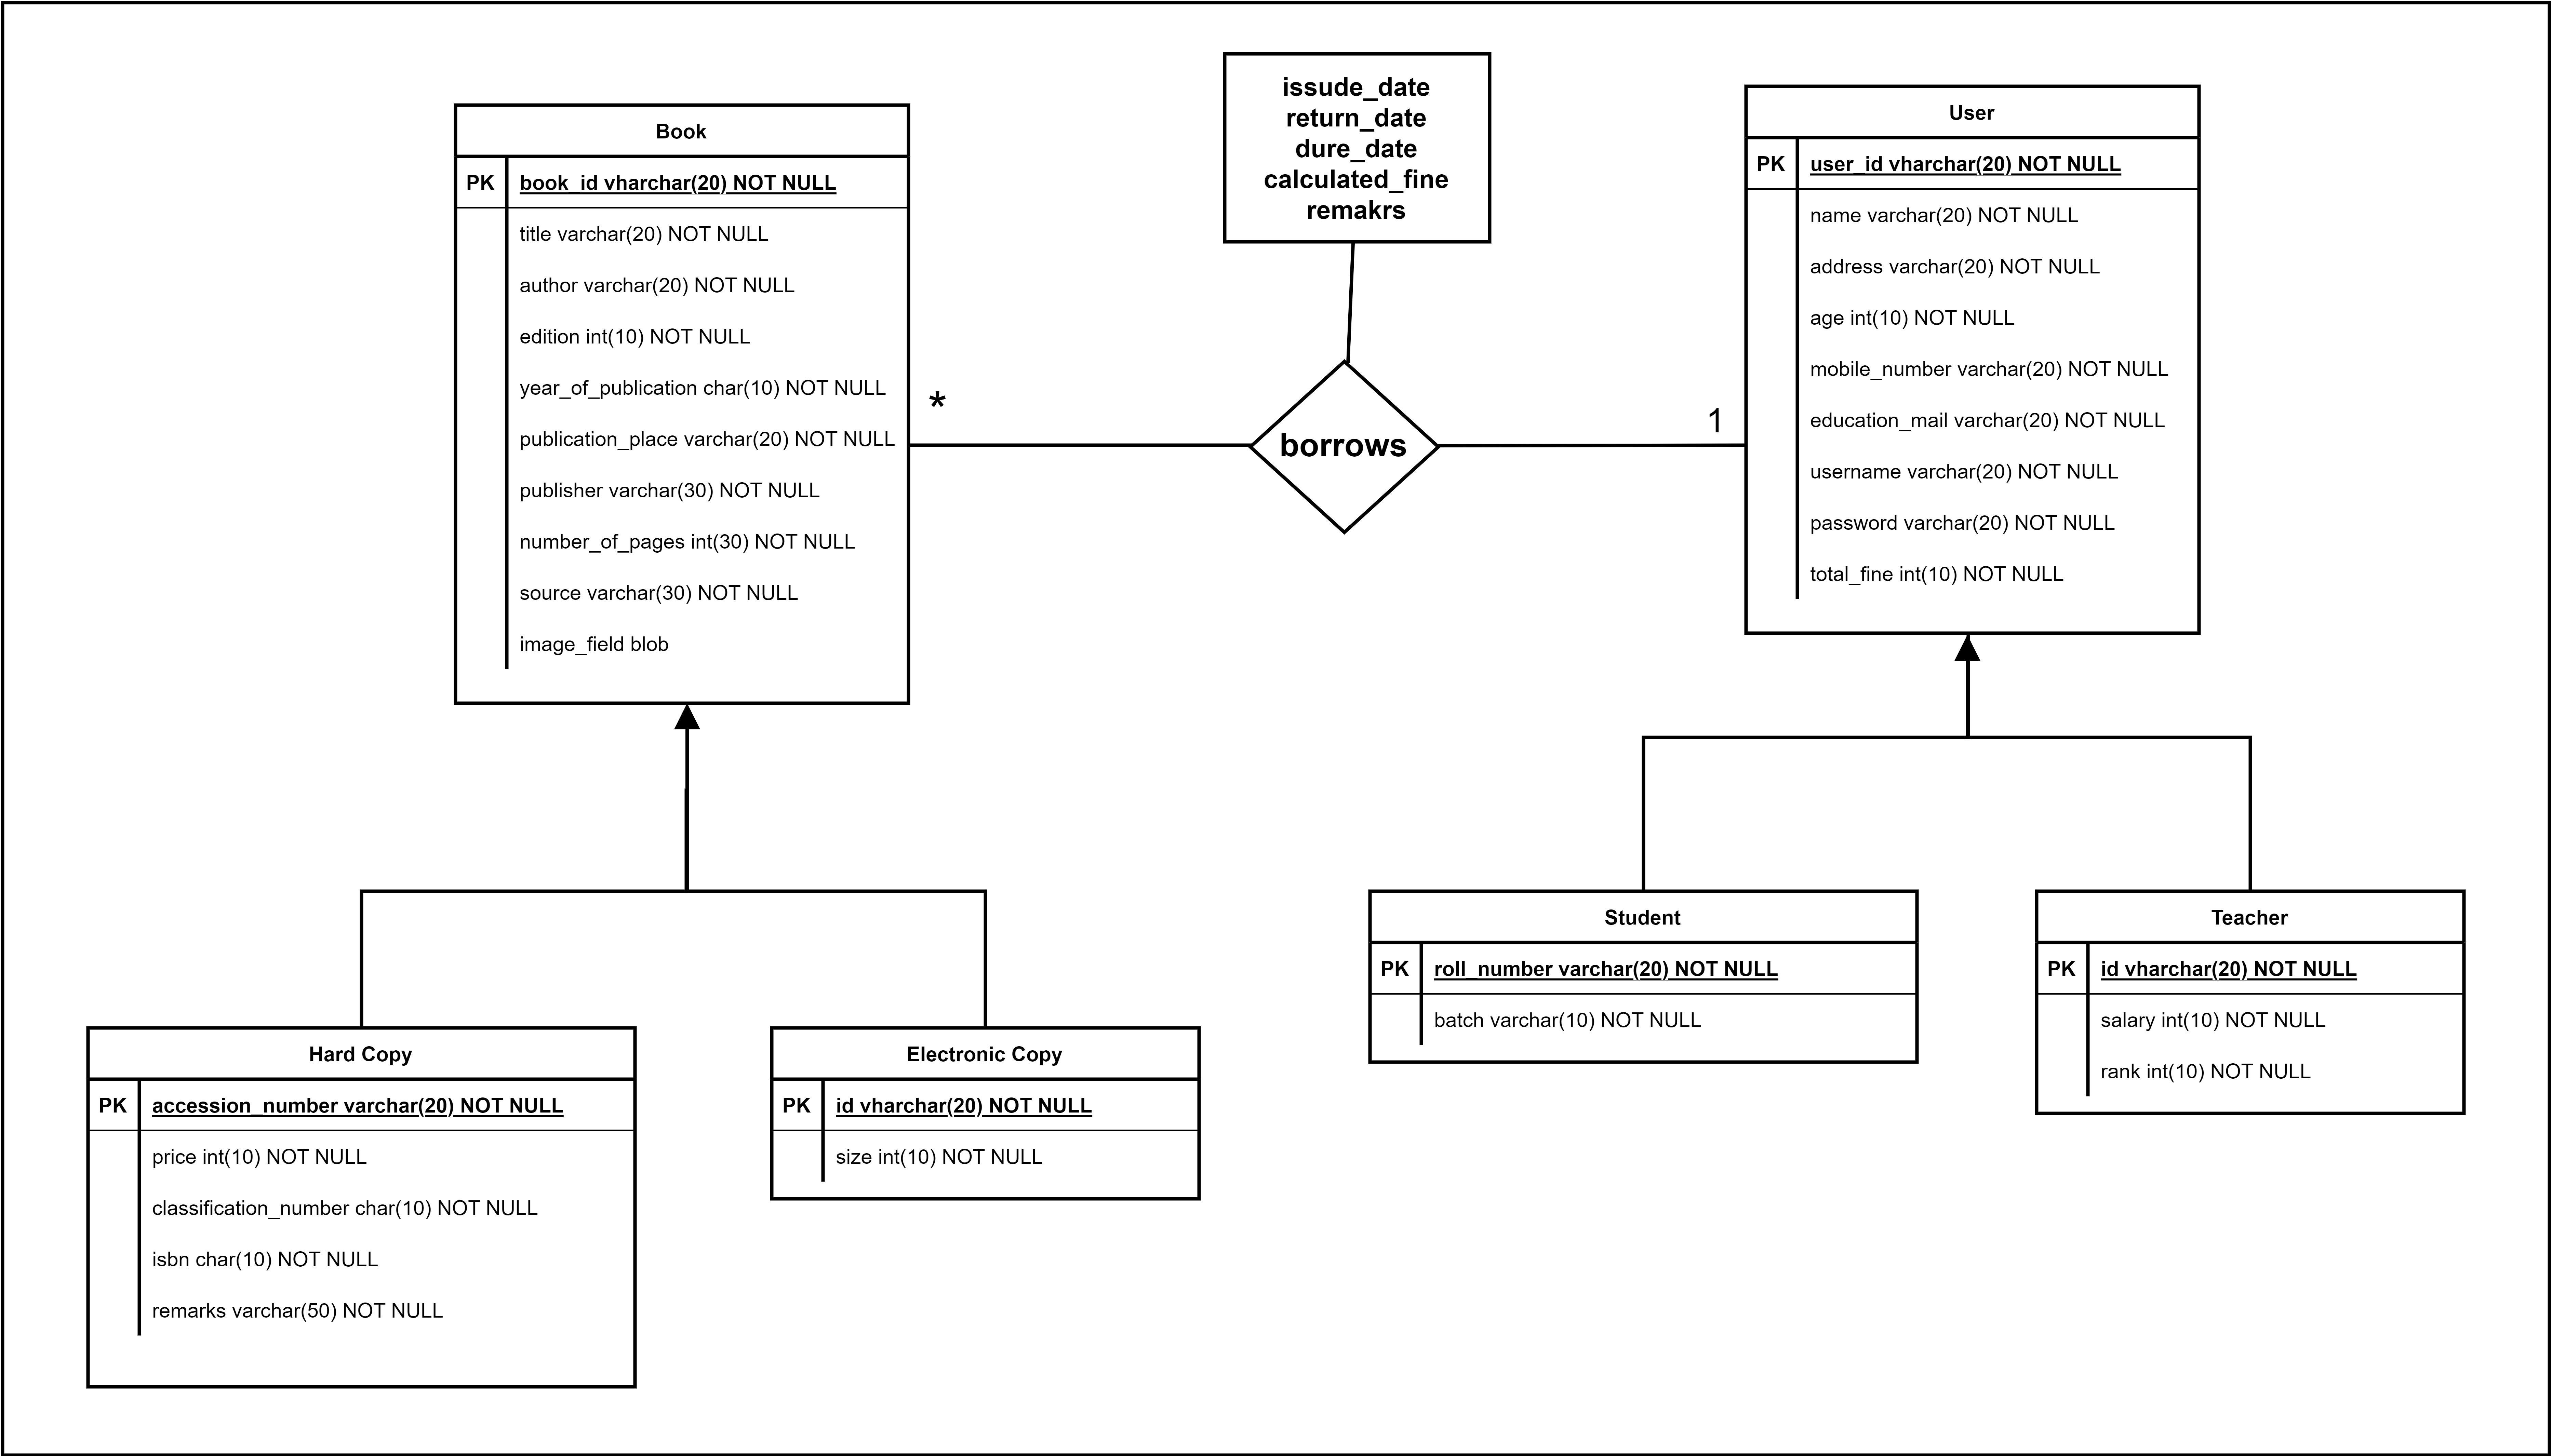 issude_date
return_date
dure_date
calculated_fine
remakrs
Book
PK book_id vharchar(20) NOT NULL
title varchar(20) NOT NULL
author varchar(20) NOT NULL
edition int(10) NOT NULL
year_of_publication char(10) NOT NULL
publication_place varchar(20) NOT NULL
publisher varchar(30) NOT NULL
number_of_pages int(30) NOT NULL
source varchar(30) NOT NULL
image_field blob
*
borrows
1
User
PK user_id vharchar(20) NOT NULL
name varchar(20) NOT NULL
address varchar(20) NOT NULL
age int(10) NOT NULL
mobile_number varchar(20) NOT NULL
education_mail varchar(20) NOT NULL
username varchar(20) NOT NULL
password varchar(20) NOT NULL
total_fine int(10) NOT NULL
Hard Copy
PK accession_number varchar(20) NOT NULL
price int(10) NOT NULL
classification_number char(10) NOT NULL
isbn char(10) NOT NULL
remarks varchar(50) NOT NULL
Electronic Copy
PK id vharchar(20) NOT NULL
size int(10) NOT NULL
Student
PK roll_number varchar(20) NOT NULL
batch varchar(10) NOT NULL
Teacher
PK id vharchar(20) NOT NULL
salary int(10) NOT NULL
rank int(10) NOT NULL